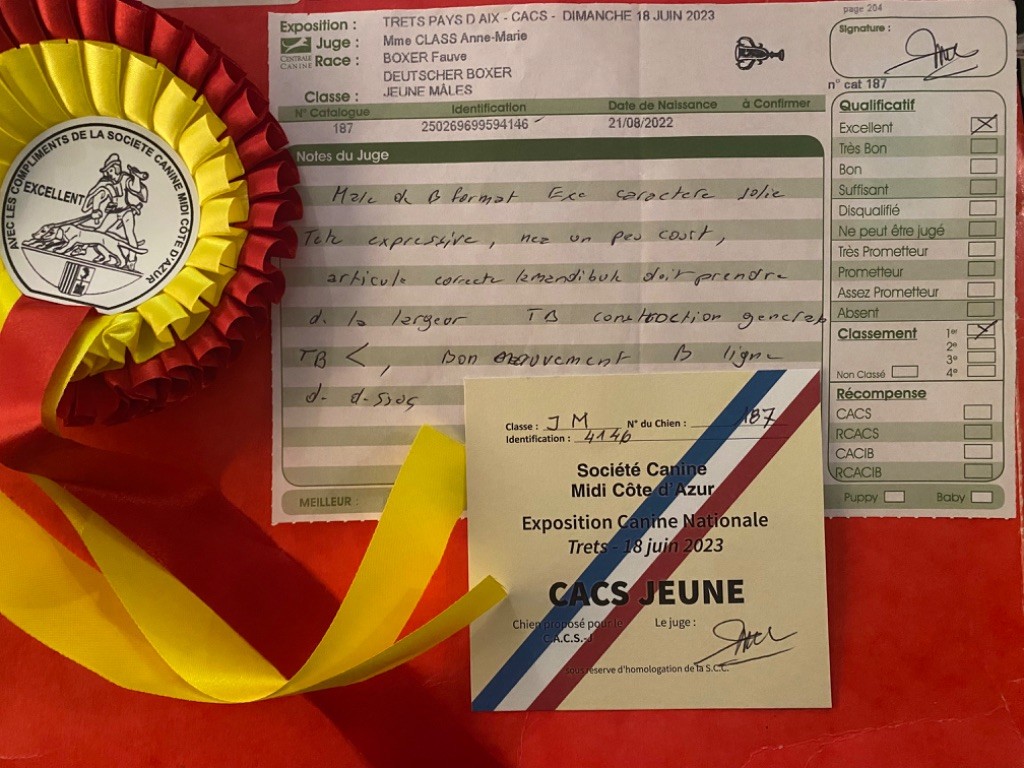 page 204
Exposition : TRETS PAYS D AIX - CACS - DIMANCHE 18 JUIN 2023
Juge : Mme CLASS Anne-Marie
CENTRALE CANINE
Race : BOXER Fauve
DEUTSCHER BOXER
Classe : JEUNE MÂLES
N° Catalogue Identification Date de Naissance à Confirmer
187 250269699594146 21/08/2022
Notes du Juge
Male de B format Exc caractere Jolie
Tete expressive, nez un peu court,
articule correcte doit prendre
de la largeur TB construction generale
TB <, Bon mouvement B ligne
de dessos
MEILLEUR :
Signature :
n° cat 187
Qualificatif
Excellent X
Très Bon
Bon
Suffisant
Disqualifié
Ne peut être jugé
Très Prometteur
Prometteur
Assez Prometteur
Absent
Classement 1er X
2e
3e
Non Classé 4e
Récompense
CACS
RCACS
CACIB
RCACIB
Puppy Baby
AVEC LES COMPLIMENTS DE LA SOCIETE CANINE MIDI COTE D'AZUR
EXCELLENT
Classe : J M N° du Chien : 187
Identification : 4146
Société Canine
Midi Côte d'Azur
Exposition Canine Nationale
Trets - 18 juin 2023
CACS JEUNE
Chien proposé pour le Le juge :
C.A.C.S.-J
sous réserve d'homologation de la S.C.C.